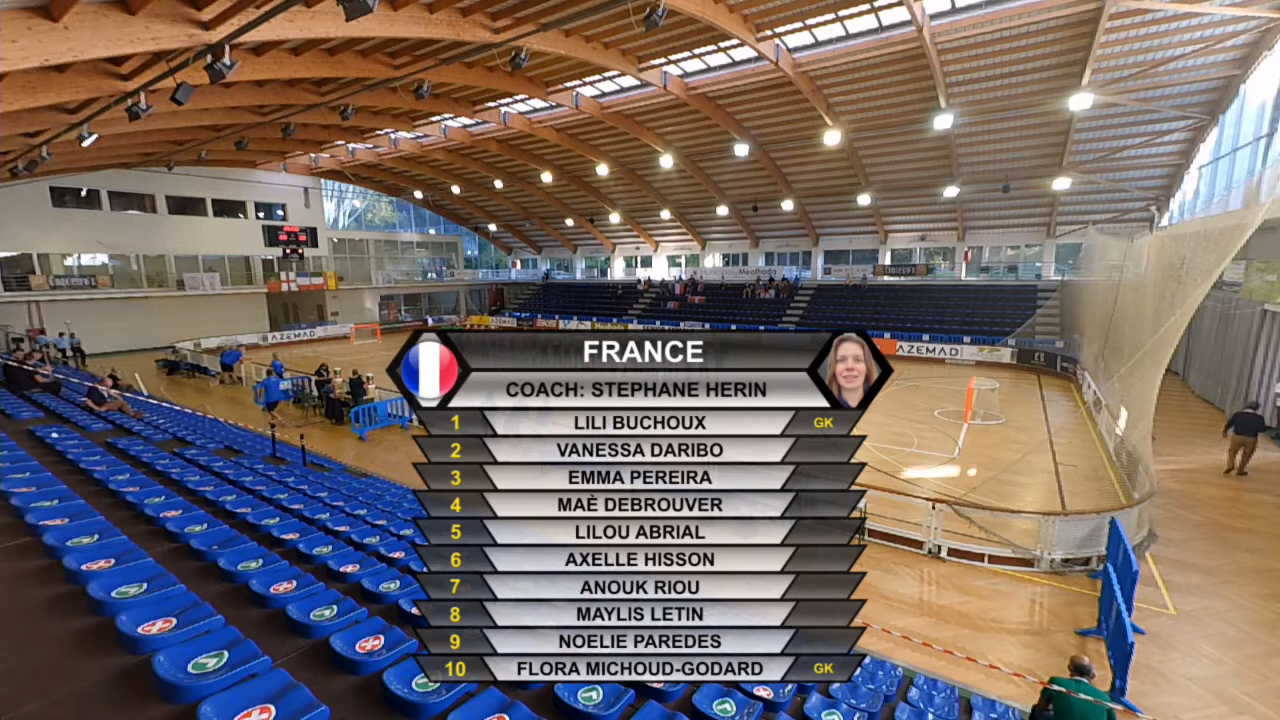 Mealhada
AZEMAD
AZEMAD
AZEMAD
FRANCE
COACH: STEPHANE HERIN
1 LILI BUCHOUX GK
2 VANESSA DARIBO
3 EMMA PEREIRA
4 MAÈ DEBROUVER
5 LILOU ABRIAL
6 AXELLE HISSON
7 ANOUK RIOU
8 MAYLIS LETIN
9 NOELIE PAREDES
10 FLORA MICHOUD-GODARD GK